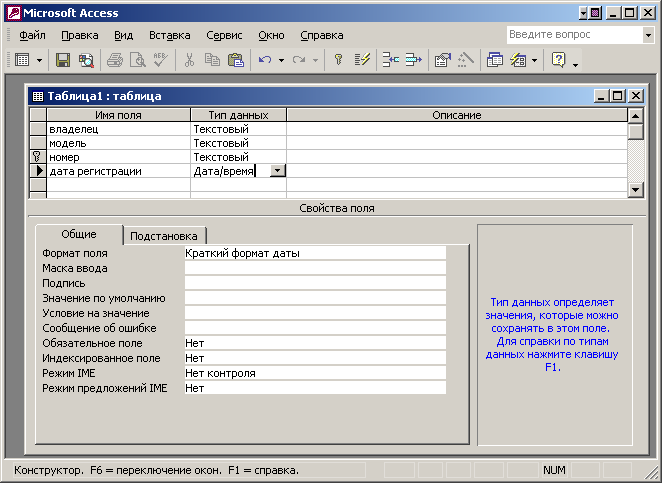 Microsoft Access
Файл Правка Вид Вставка Сервис Окно Справка Введите вопрос
Таблица1 : таблица
Имя поля Тип данных Описание
владелец Текстовый
модель Текстовый
номер Текстовый
дата регистрации Дата/время
Свойства поля
Общие Подстановка
Формат поля Краткий формат даты
Маска ввода
Подпись
Значение по умолчанию
Условие на значение
Сообщение об ошибке
Обязательное поле Нет
Индексированное поле Нет
Режим IME Нет контроля
Режим предложений IME Нет
Тип данных определяет
значения, которые можно
сохранять в этом поле.
Для справки по типам
данных нажмите клавишу
F1.
Конструктор. F6 = переключение окон. F1 = справка. NUM